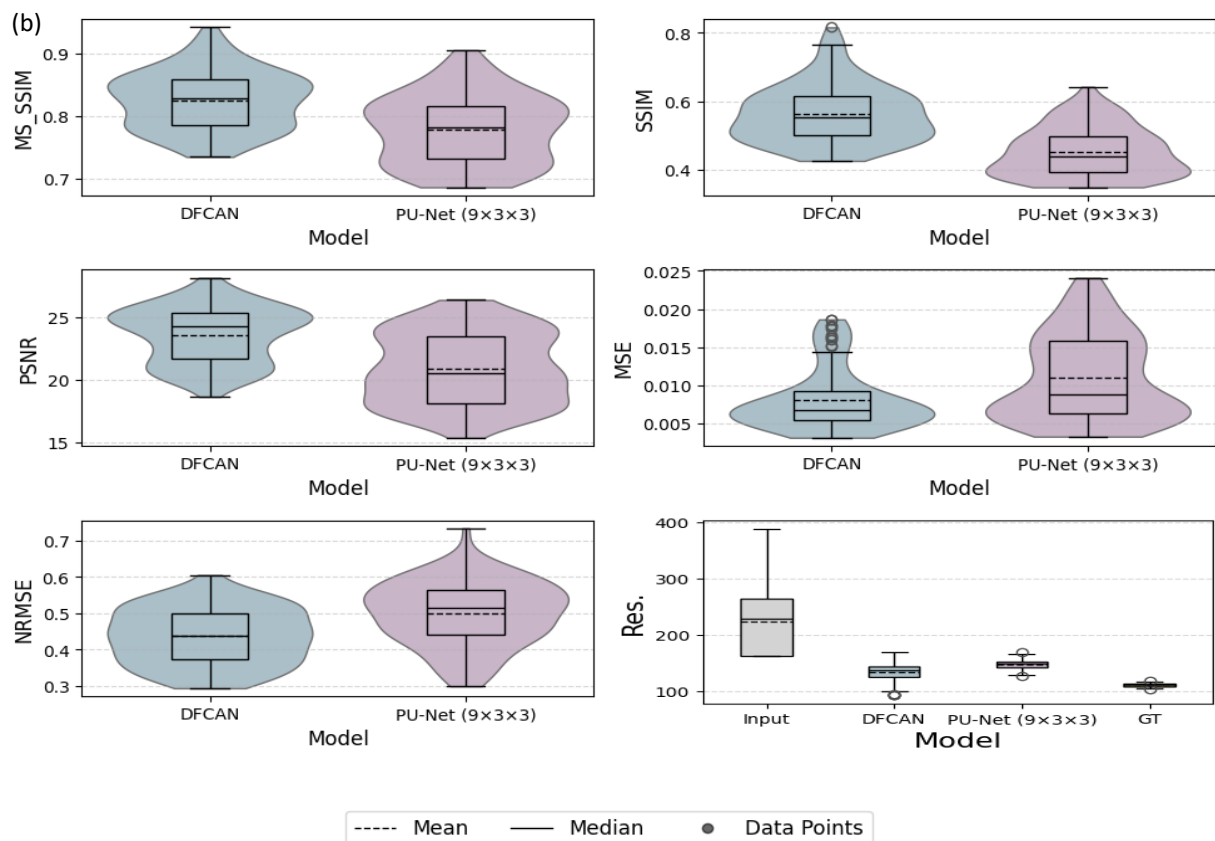 (b)
MS_SSIM
0.9
0.8
0.7
DFCAN
PU-Net (9×3×3)
Model
SSIM
0.8
0.6
0.4
DFCAN
PU-Net (9×3×3)
Model
PSNR
25
20
15
DFCAN
PU-Net (9×3×3)
Model
MSE
0.025
0.020
0.015
0.010
0.005
DFCAN
PU-Net (9×3×3)
Model
NRMSE
0.7
0.6
0.5
0.4
0.3
DFCAN
PU-Net (9×3×3)
Model
Res.
400
300
200
100
Input
DFCAN
PU-Net (9×3×3)
GT
Model
Mean
Median
Data Points